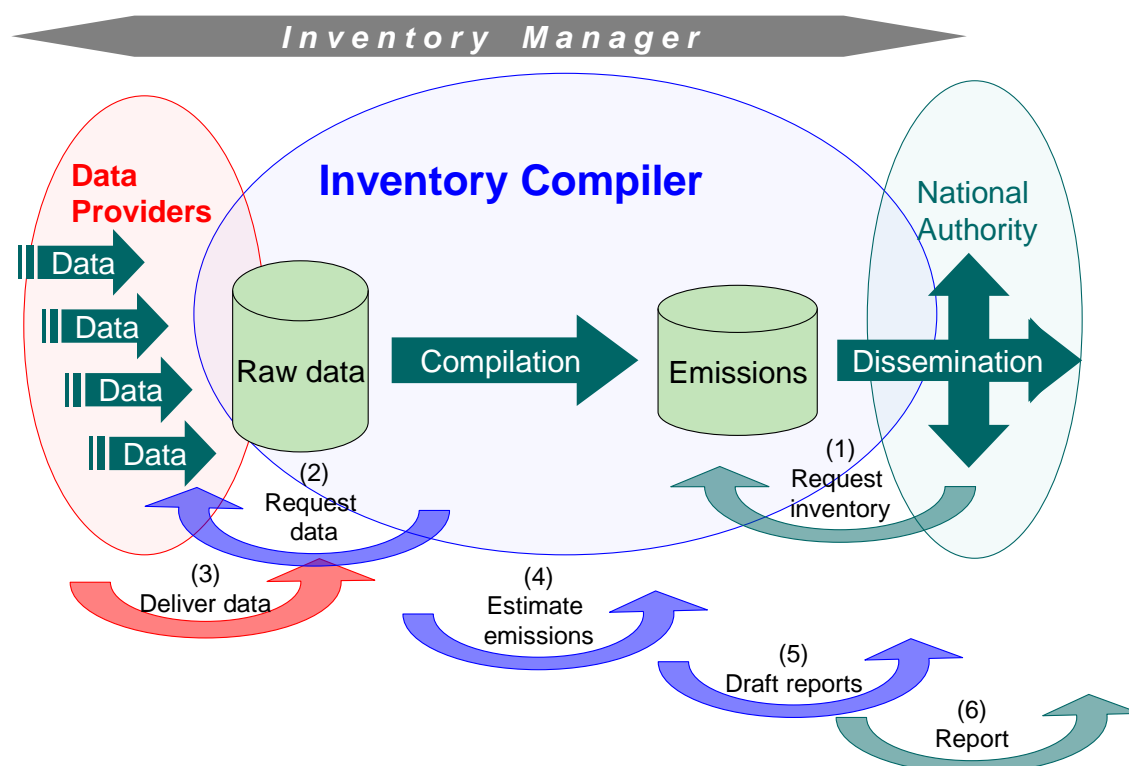 Inventory Manager
Data
Providers
Inventory Compiler
National
Authority
Data
Data
Data
Data
Raw data
Compilation
Emissions
Dissemination
(1)
Request
inventory
(2)
Request
data
(3)
Deliver data
(4)
Estimate
emissions
(5)
Draft reports
(6)
Report